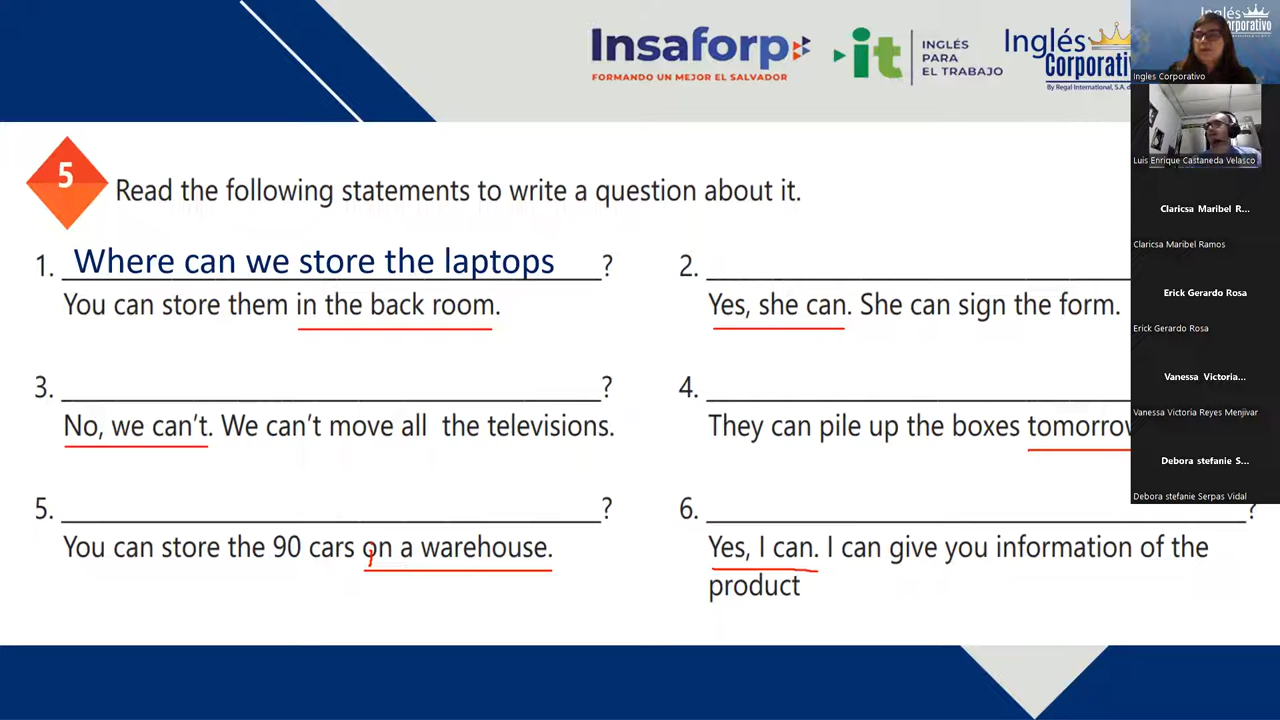 Insaforp
FORMANDO UN MEJOR EL SALVADOR
it
INGLÉS
PARA
EL TRABAJO
Inglés
By Regal International, S.A. d
Inglés
Ingles Corporativo
Luis Enrique Castaneda Velasco
Claricsa Maribel R...
Claricsa Maribel Ramos
Erick Gerardo Rosa
Erick Gerardo Rosa
Vanessa Victoria...
Vanessa Victoria Reyes Menjivar
Debora stefanie S...
Debora stefanie Serpas Vidal
5
Read the following statements to write a question about it.
1. Where can we store the laptops ?
You can store them in the back room.
2.
Yes, she can. She can sign the form.
3. ?
No, we can't. We can't move all the televisions.
4.
They can pile up the boxes
5. ?
You can store the 90 cars on a warehouse.
6. ?
Yes, I can. I can give you information of the
product